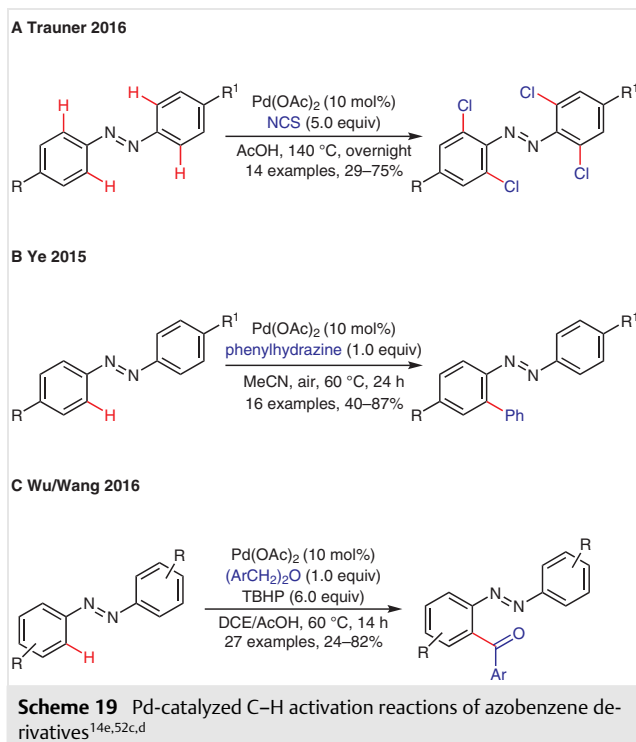 A Trauner 2016
H
H
N
N
R
H
H
R¹
Pd(OAc)₂ (10 mol%)
NCS (5.0 equiv)
AcOH, 140 °C, overnight
14 examples, 29–75%
Cl
Cl
N
N
R
Cl
Cl
R¹
B Ye 2015
N
N
R
H
R¹
Pd(OAc)₂ (10 mol%)
phenylhydrazine (1.0 equiv)
MeCN, air, 60 °C, 24 h
16 examples, 40–87%
N
N
R
Ph
R¹
C Wu/Wang 2016
R
N
N
R
H
Pd(OAc)₂ (10 mol%)
(ArCH₂)₂O (1.0 equiv)
TBHP (6.0 equiv)
DCE/AcOH, 60 °C, 14 h
27 examples, 24–82%
R
N
N
R
O
Ar
Scheme 19 Pd-catalyzed C–H activation reactions of azobenzene de-
rivatives¹⁴ᵉ,⁵²ᶜ,ᵈ